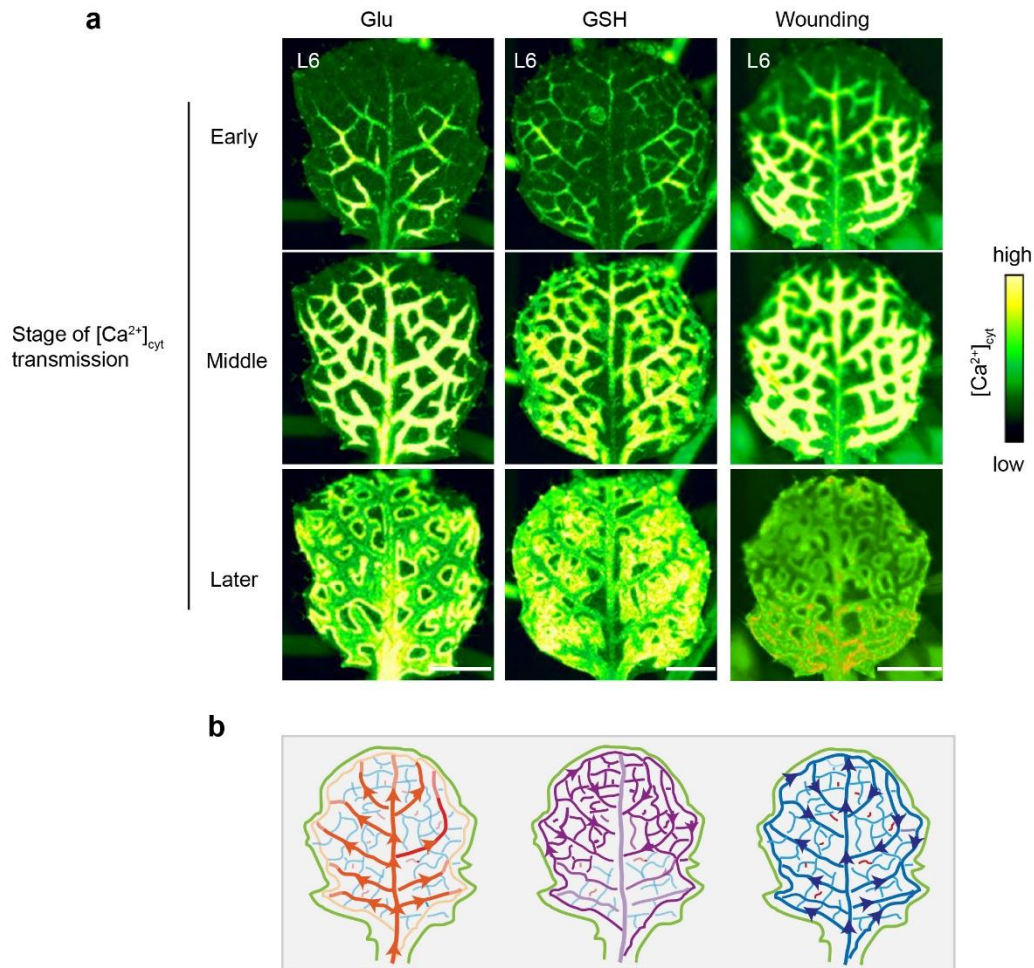 a
Glu
GSH
Wounding
L6
L6
L6
Early
Middle
Later
Stage of [Ca²⁺]cyt
transmission
high
[Ca²⁺]cyt
low
b